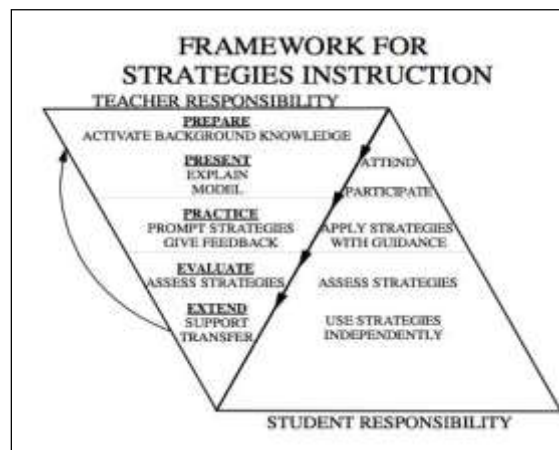 FRAMEWORK FOR
STRATEGIES INSTRUCTION
TEACHER RESPONSIBILITY
PREPARE
ACTIVATE BACKGROUND KNOWLEDGE
PRESENT
EXPLAIN
MODEL
ATTEND
PARTICIPATE
PRACTICE
PROMPT STRATEGIES
GIVE FEEDBACK
APPLY STRATEGIES
WITH GUIDANCE
EVALUATE
ASSESS STRATEGIES
ASSESS STRATEGIES
EXTEND
SUPPORT
TRANSFER
USE STRATEGIES
INDEPENDENTLY
STUDENT RESPONSIBILITY